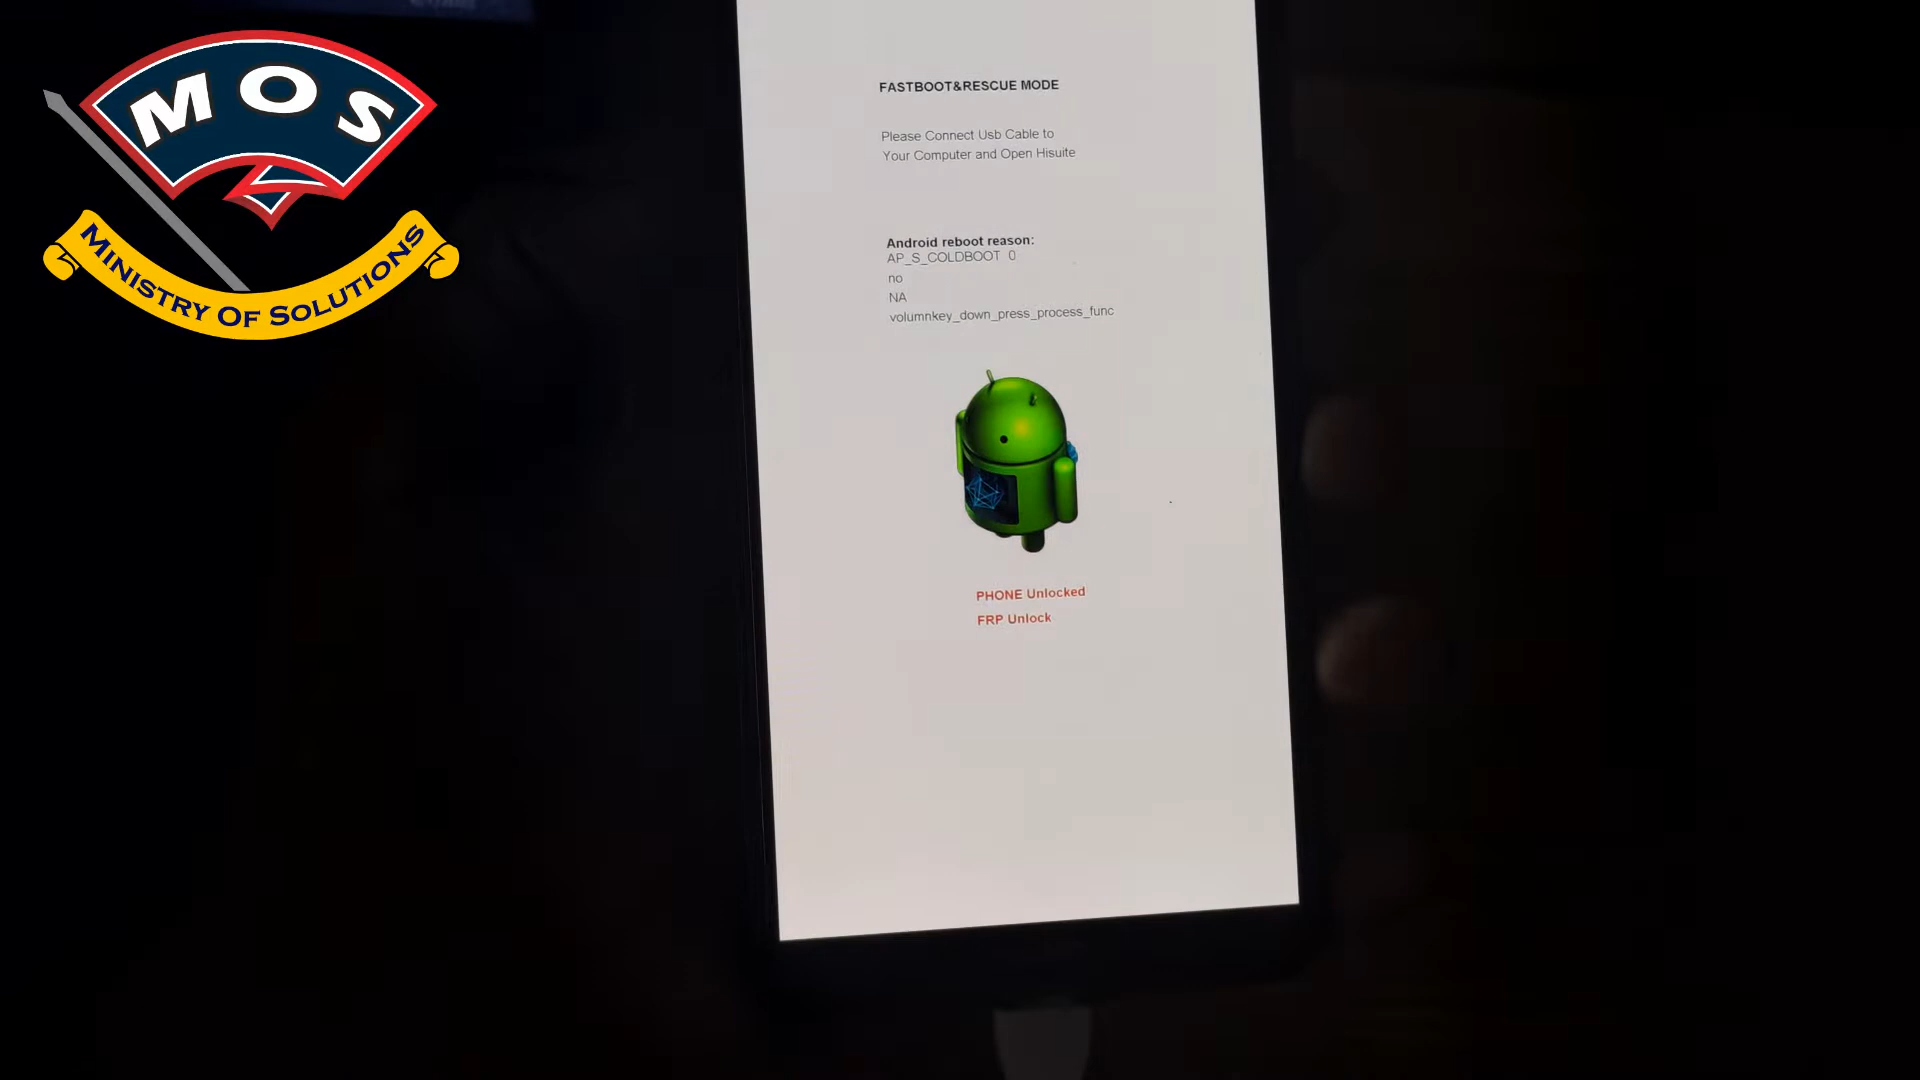 MOS
MINISTRY OF SOLUTIONS
FASTBOOT&RESCUE MODE
Please Connect Usb Cable to
Your Computer and Open Hisuite
Android reboot reason:
AP_S_COLDBOOT 0
no
NA
volumnkey_down_press_process_func
PHONE Unlocked
FRP Unlock